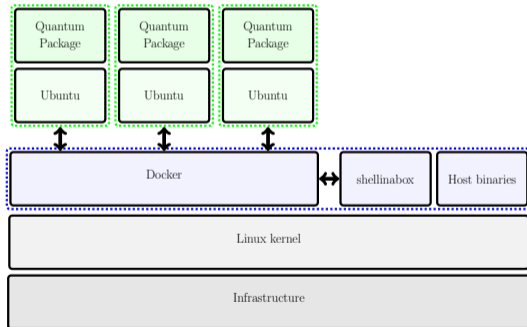 Quantum
Package
Quantum
Package
Quantum
Package
Ubuntu
Ubuntu
Ubuntu
Docker
shellinabox
Host binaries
Linux kernel
Infrastructure